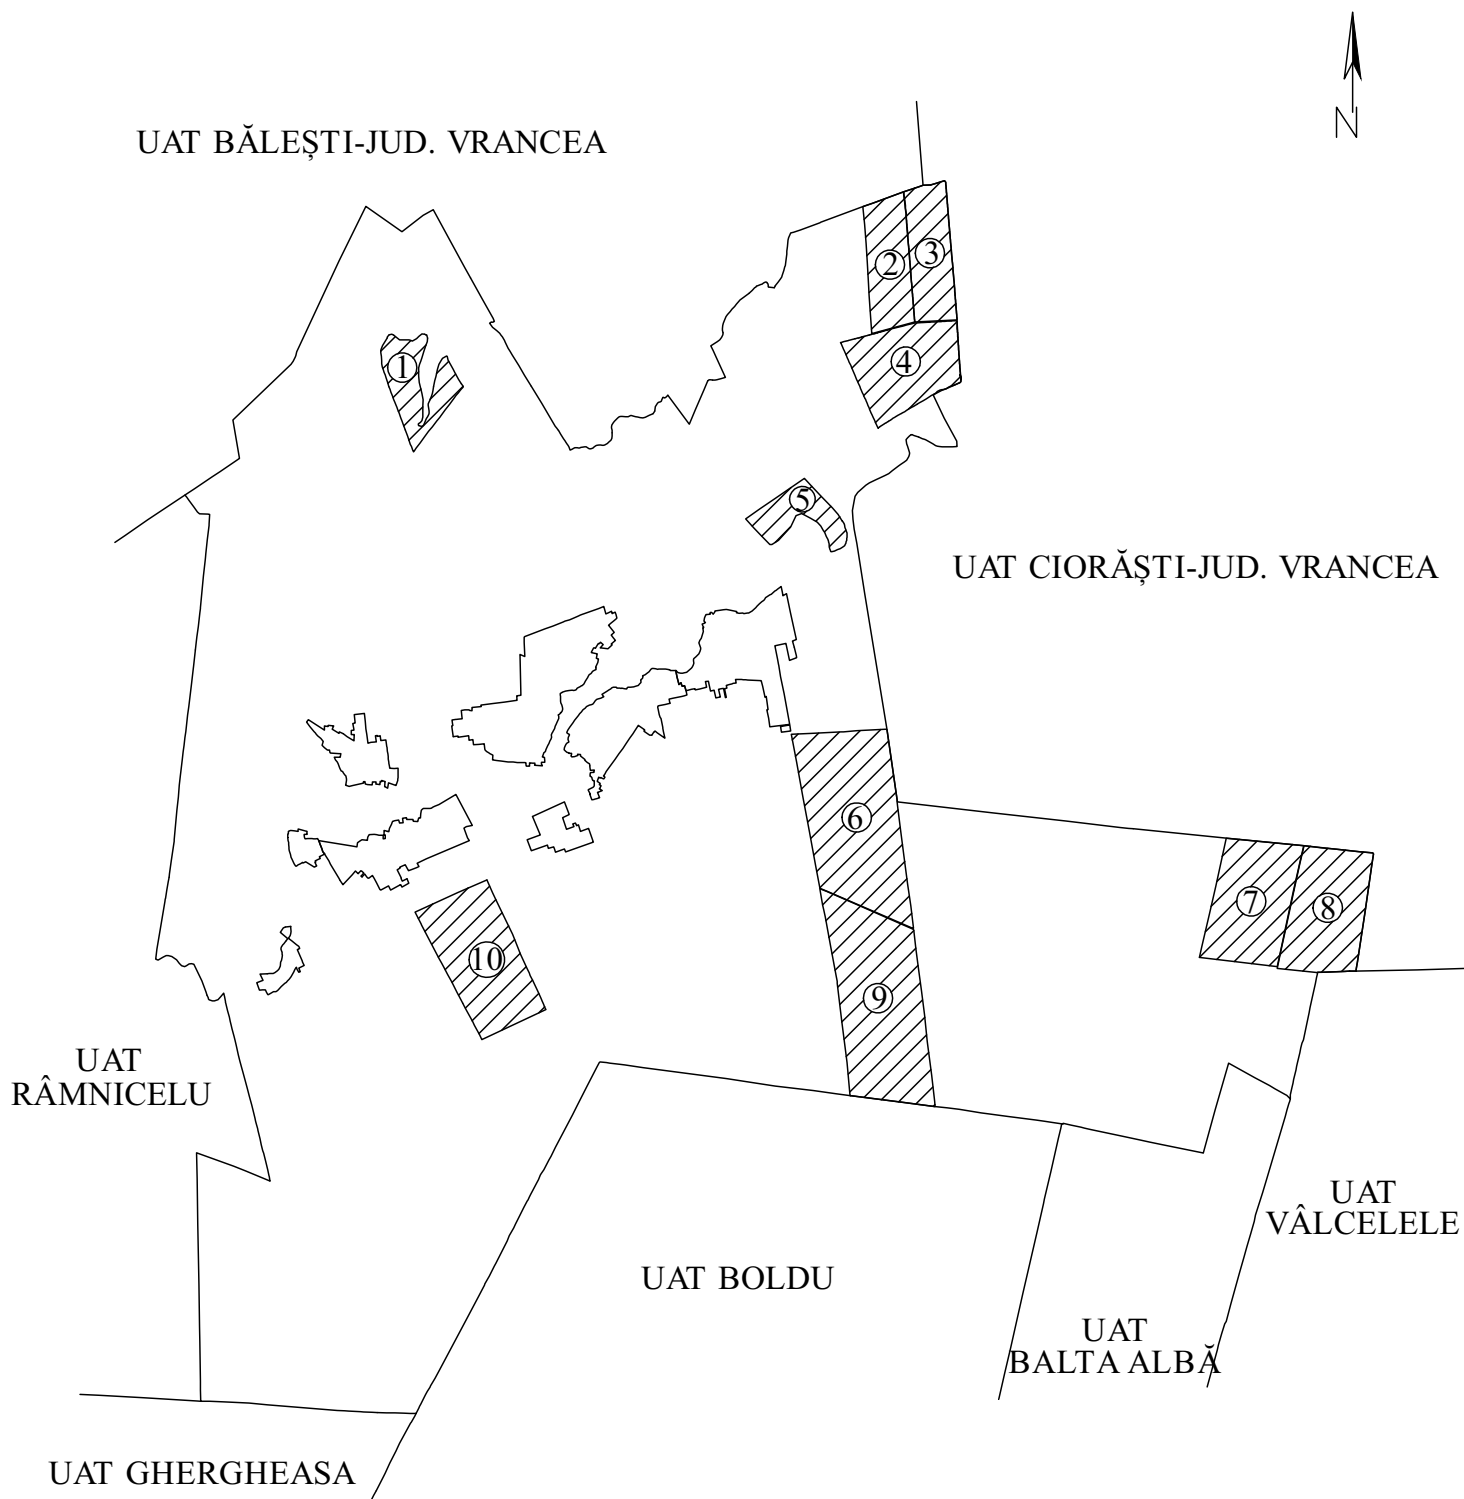 N
UAT BĂLEȘTI-JUD. VRANCEA
2
3
4
1
5
UAT CIORĂȘTI-JUD. VRANCEA
6
7
8
10
9
UAT
RÂMNICELU
UAT
VÂLCELELE
UAT BOLDU
UAT
BALTA ALBĂ
UAT GHERGHEASA